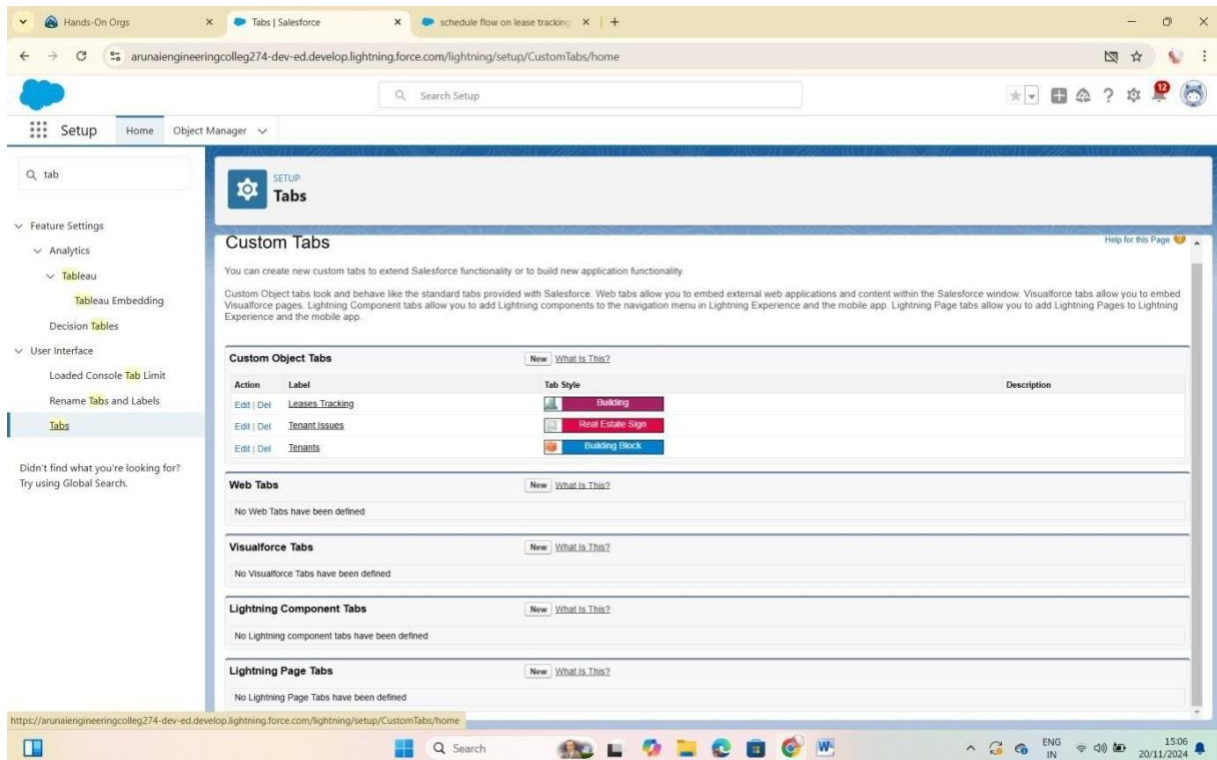 Hands-On Orgs
Tabs | Salesforce
schedule flow on lease tracking
arunaiengineeringcolleg274-dev-ed.develop.lightning.force.com/lightning/setup/CustomTabs/home
Search Setup
12
Setup
Home
Object Manager
tab
Feature Settings
Analytics
Tableau
Tableau Embedding
Decision Tables
User Interface
Loaded Console Tab Limit
Rename Tabs and Labels
Tabs
Didn't find what you're looking for?
Try using Global Search.
SETUP
Tabs
Custom Tabs
Help for this Page
You can create new custom tabs to extend Salesforce functionality or to build new application functionality.
Custom Object tabs look and behave like the standard tabs provided with Salesforce. Web tabs allow you to embed external web applications and content within the Salesforce window. Visualforce tabs allow you to embed
Visualforce pages. Lightning Component tabs allow you to add Lightning components to the navigation menu in Lightning Experience and the mobile app. Lightning Page tabs allow you to add Lightning Pages to Lightning
Experience and the mobile app.
Custom Object Tabs New What Is This?
Action Label Tab Style Description
Edit | Del Leases Tracking Building
Edit | Del Tenant Issues Real Estate Sign
Edit | Del Tenants Building Block
Web Tabs New What Is This?
No Web Tabs have been defined
Visualforce Tabs New What Is This?
No Visualforce Tabs have been defined
Lightning Component Tabs New What Is This?
No Lightning component tabs have been defined
Lightning Page Tabs New What Is This?
No Lightning Page Tabs have been defined
https://arunaiengineeringcolleg274-dev-ed.develop.lightning.force.com/lightning/setup/CustomTabs/home
Search
ENG
IN
15:06
20/11/2024